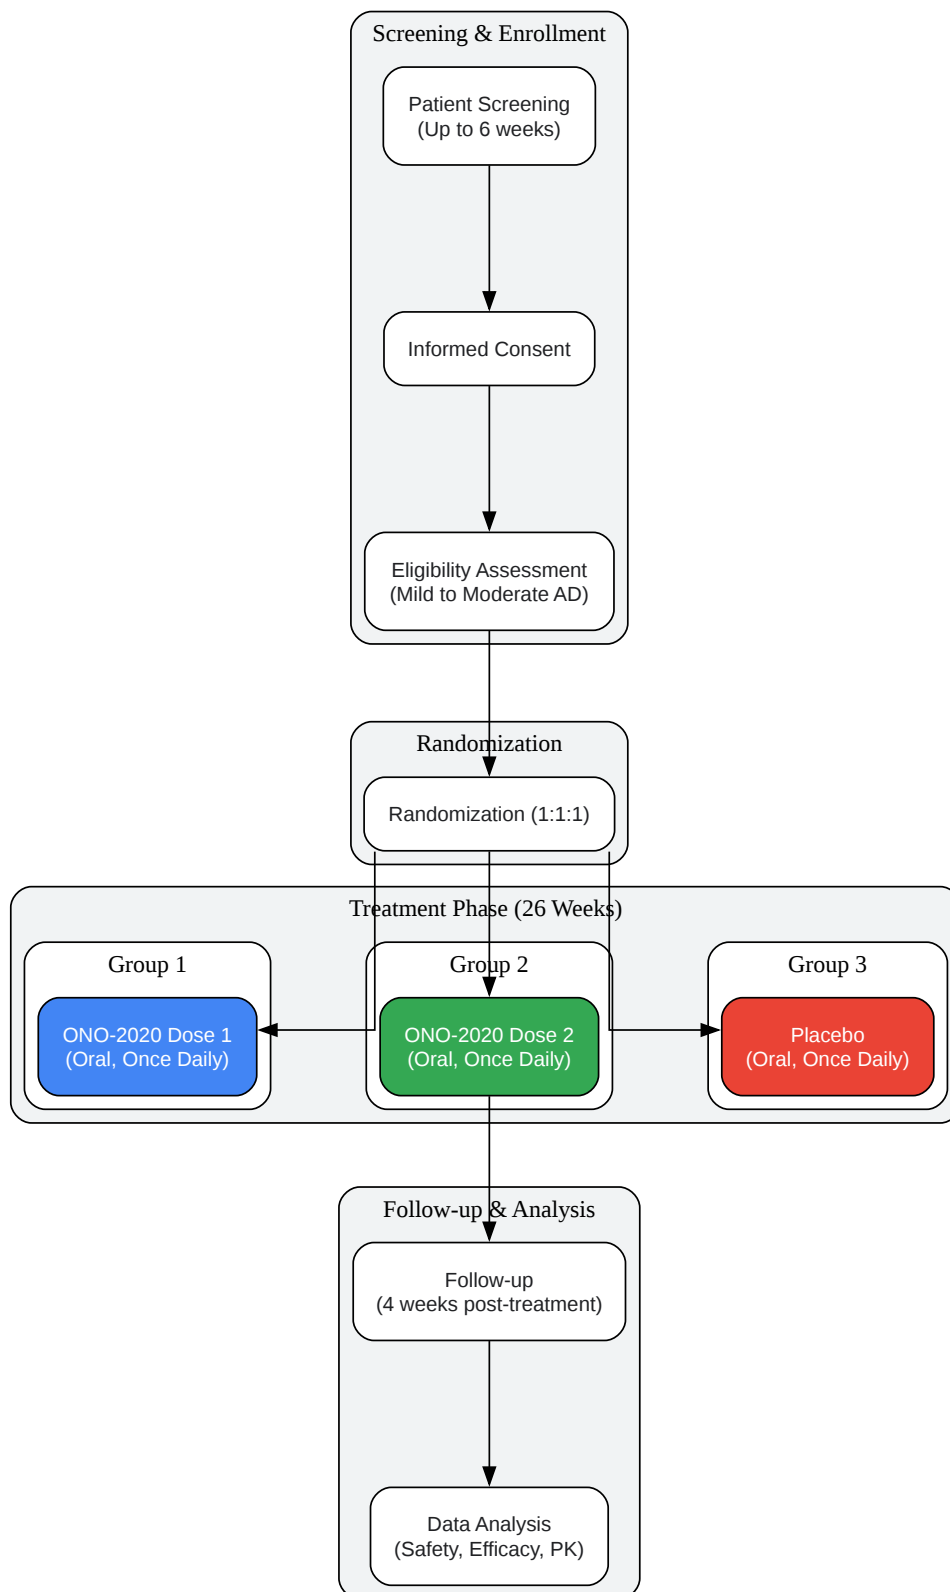 Screening & Enrollment
Patient Screening
(Up to 6 weeks)
Informed Consent
Eligibility Assessment
(Mild to Moderate AD)
Randomization
Randomization (1:1:1)
Treatment Phase (26 Weeks)
Group 1
ONO-2020 Dose 1
(Oral, Once Daily)
Group 2
ONO-2020 Dose 2
(Oral, Once Daily)
Group 3
Placebo
(Oral, Once Daily)
Follow-up & Analysis
Follow-up
(4 weeks post-treatment)
Data Analysis
(Safety, Efficacy, PK)